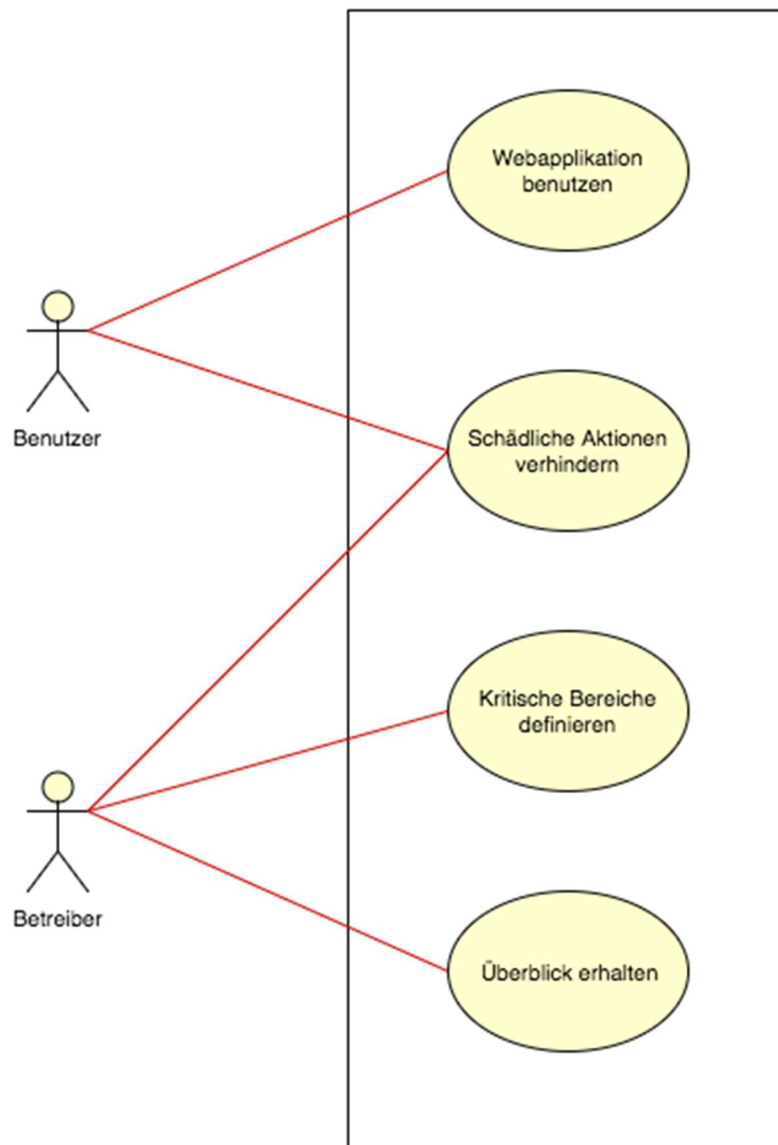 Webapplikation
benutzen
Benutzer
Schädliche Aktionen
verhindern
Kritische Bereiche
definieren
Betreiber
Überblick erhalten